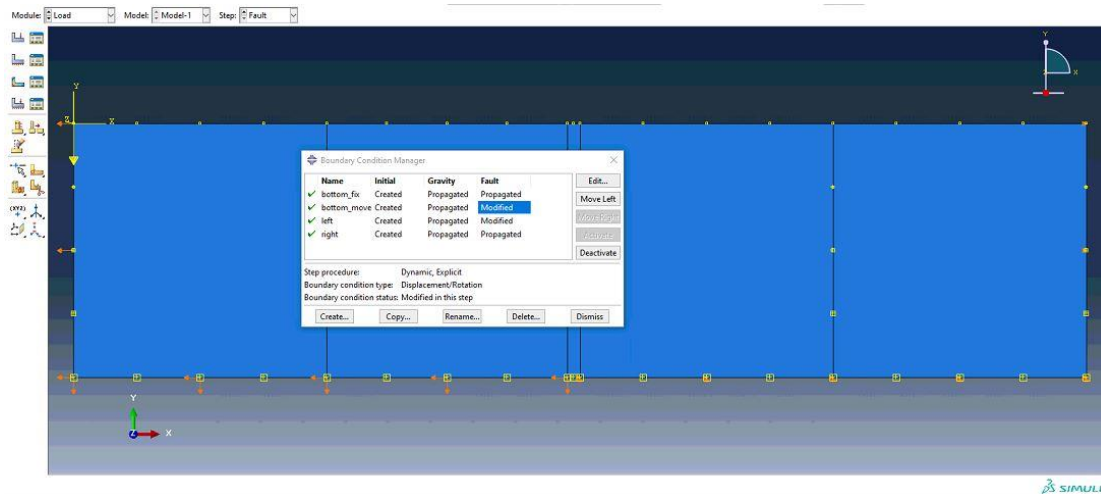 Module: Load Model: Model-1 Step: Fault
Y
X
Y
Z X
Boundary Condition Manager
Name Initial Gravity Fault
bottom_fix Created Propagated Propagated
bottom_move Created Propagated Modified
left Created Propagated Modified
right Created Propagated Propagated
Edit...
Move Left
Move Right
Activate
Deactivate
Step procedure: Dynamic, Explicit
Boundary condition type: Displacement/Rotation
Boundary condition status: Modified in this step
Create... Copy... Rename... Delete... Dismiss
Y
Z X
SIMULI